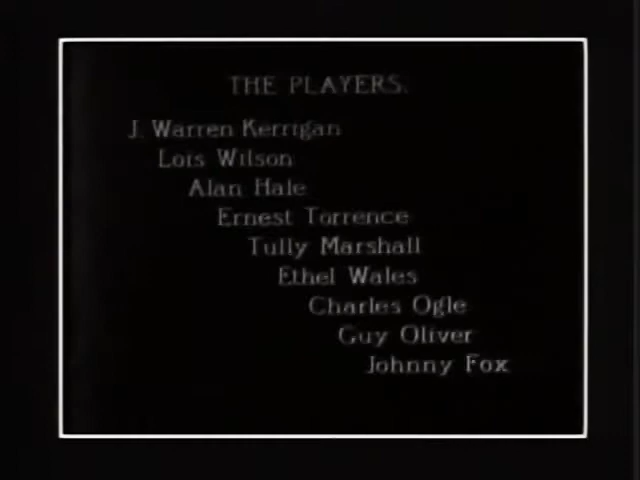 THE PLAYERS.
J. Warren Kerrigan
Lois Wilson
Alan Hale
Ernest Torrence
Tully Marshall
Ethel Wales
Charles Ogle
Guy Oliver
Johnny Fox